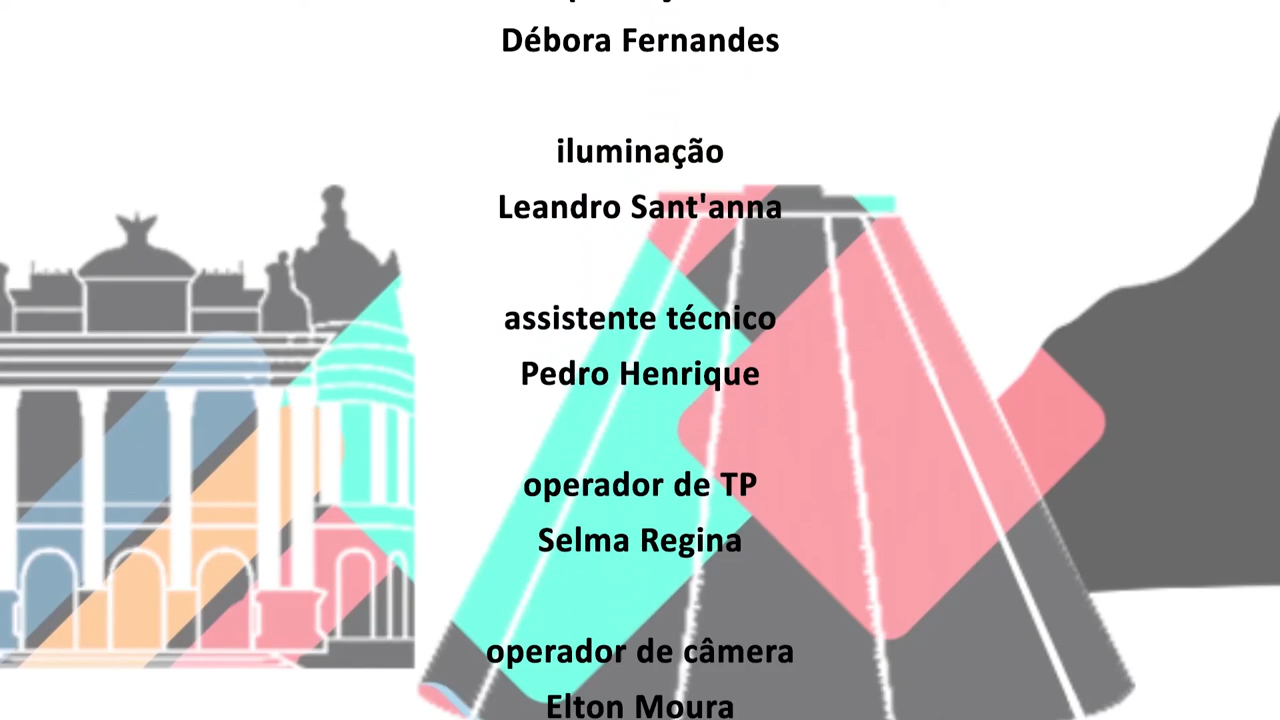 Débora Fernandes
iluminação
Leandro Sant'anna
assistente técnico
Pedro Henrique
operador de TP
Selma Regina
operador de câmera
Elton Moura